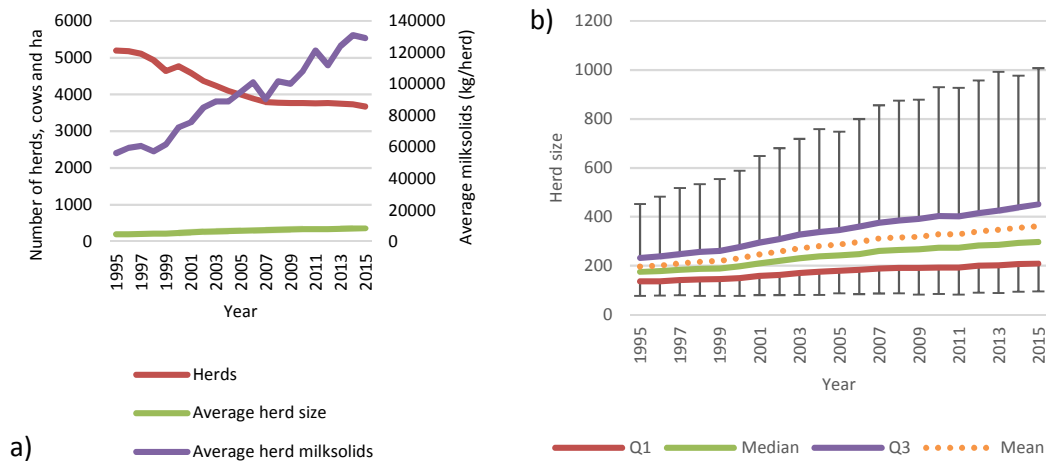 6000
5000
4000
3000
2000
1000
0
Number of herds, cows and ha
140000
120000
100000
80000
60000
40000
20000
0
Average milksolids (kg/herd)
1995 1997 1999 2001 2003 2005 2007 2009 2011 2013 2015
Year
Herds
Average herd size
Average herd milksolids
a)
b)
1200
1000
800
600
400
200
0
Herd size
1995 1997 1999 2001 2003 2005 2007 2009 2011 2013 2015
Year
Q1 Median Q3 Mean